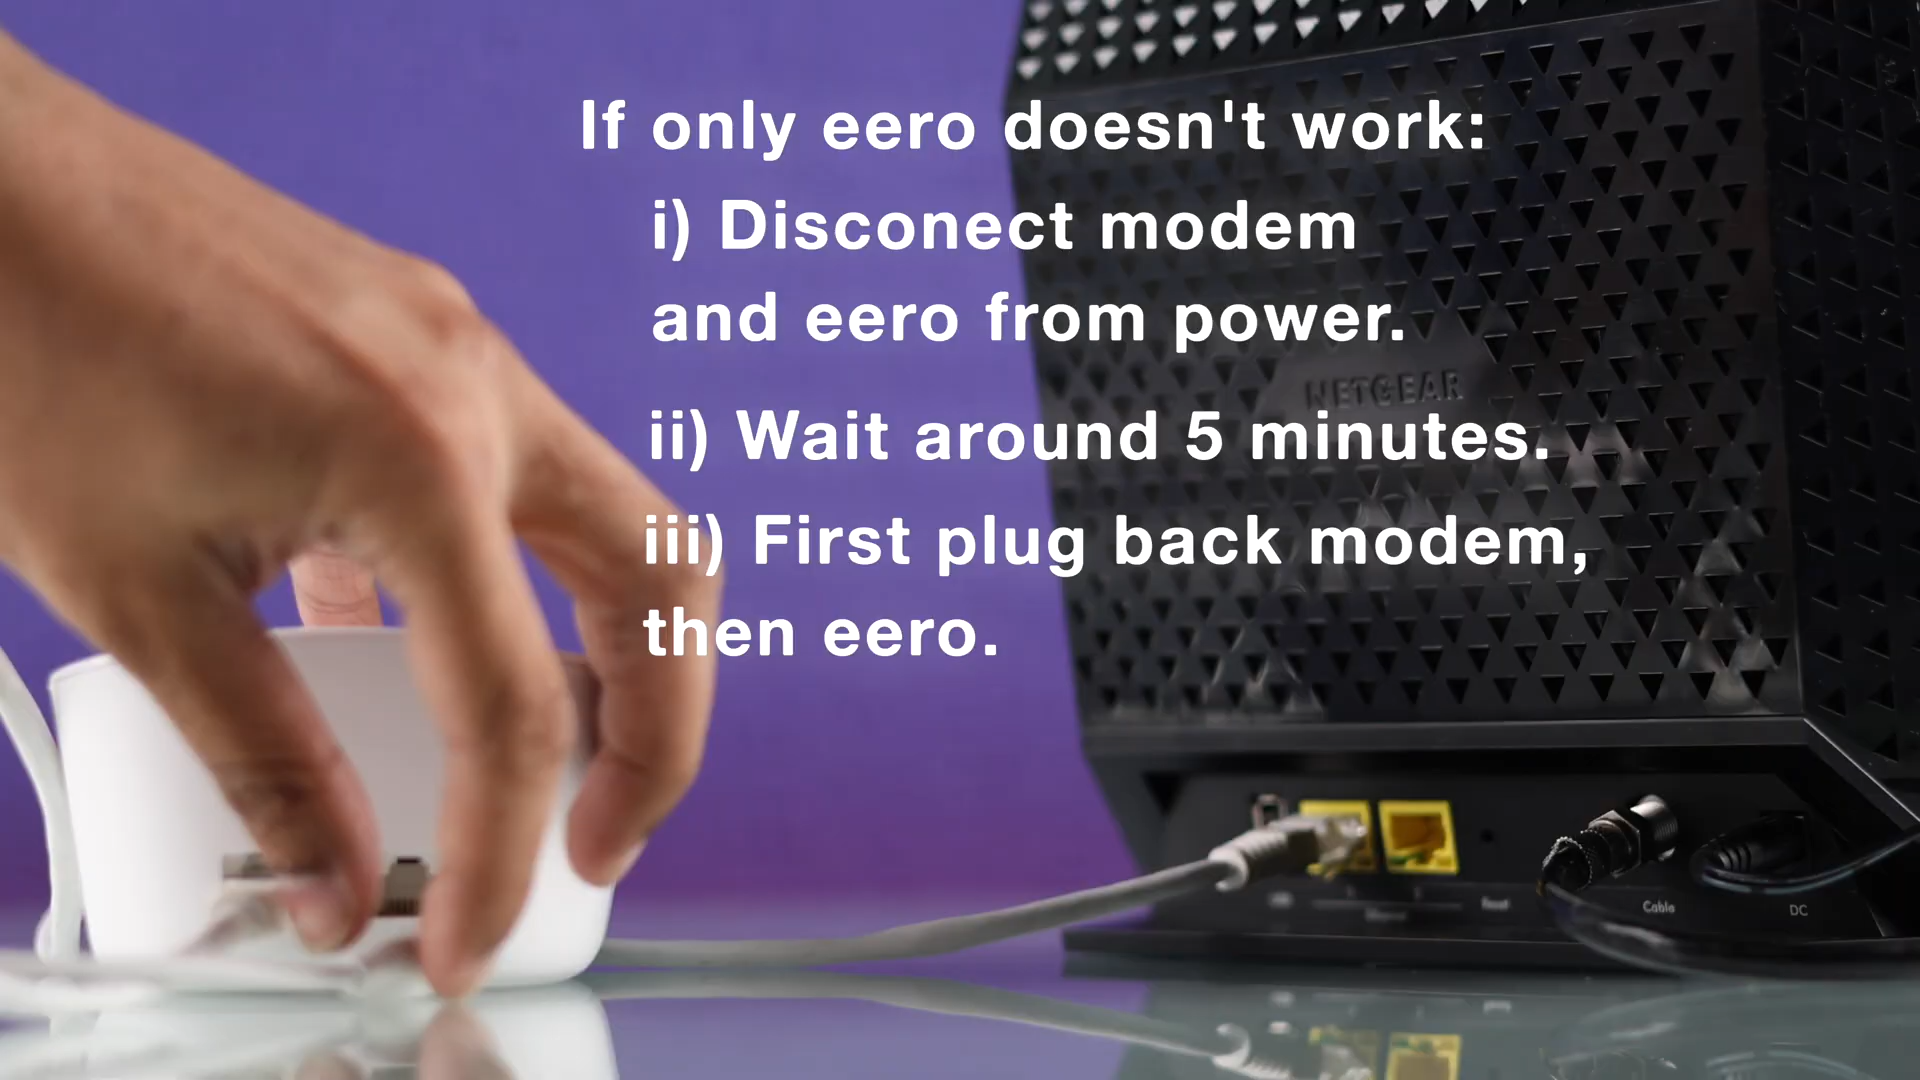 If only eero doesn't work:
i) Disconect modem
and eero from power.
NETGEAR
ii) Wait around 5 minutes.
iii) First plug back modem,
then eero.
Reset
Cable
DC